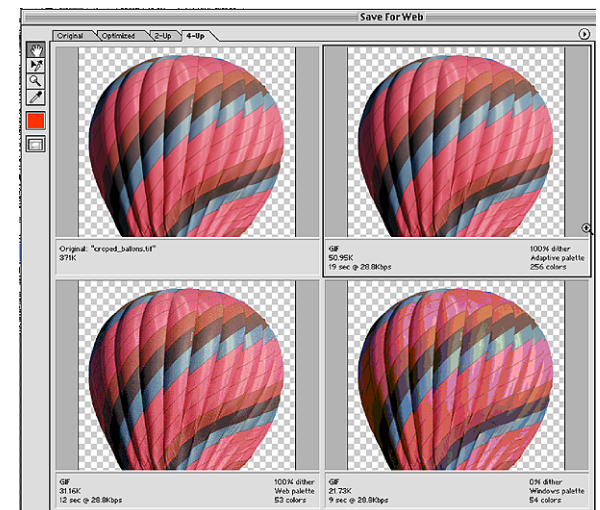 Save For Web
Original Optimized 2-Up 4-Up
Original: "croped_ballons.tif"
371K
GIF 100% dither
50.95K Adaptive palette
19 sec @ 28.8Kbps 256 colors
GIF 100% dither
31.16K Web palette
12 sec @ 28.8Kbps 53 colors
GIF 0% dither
21.73K Windows palette
9 sec @ 28.8Kbps 54 colors